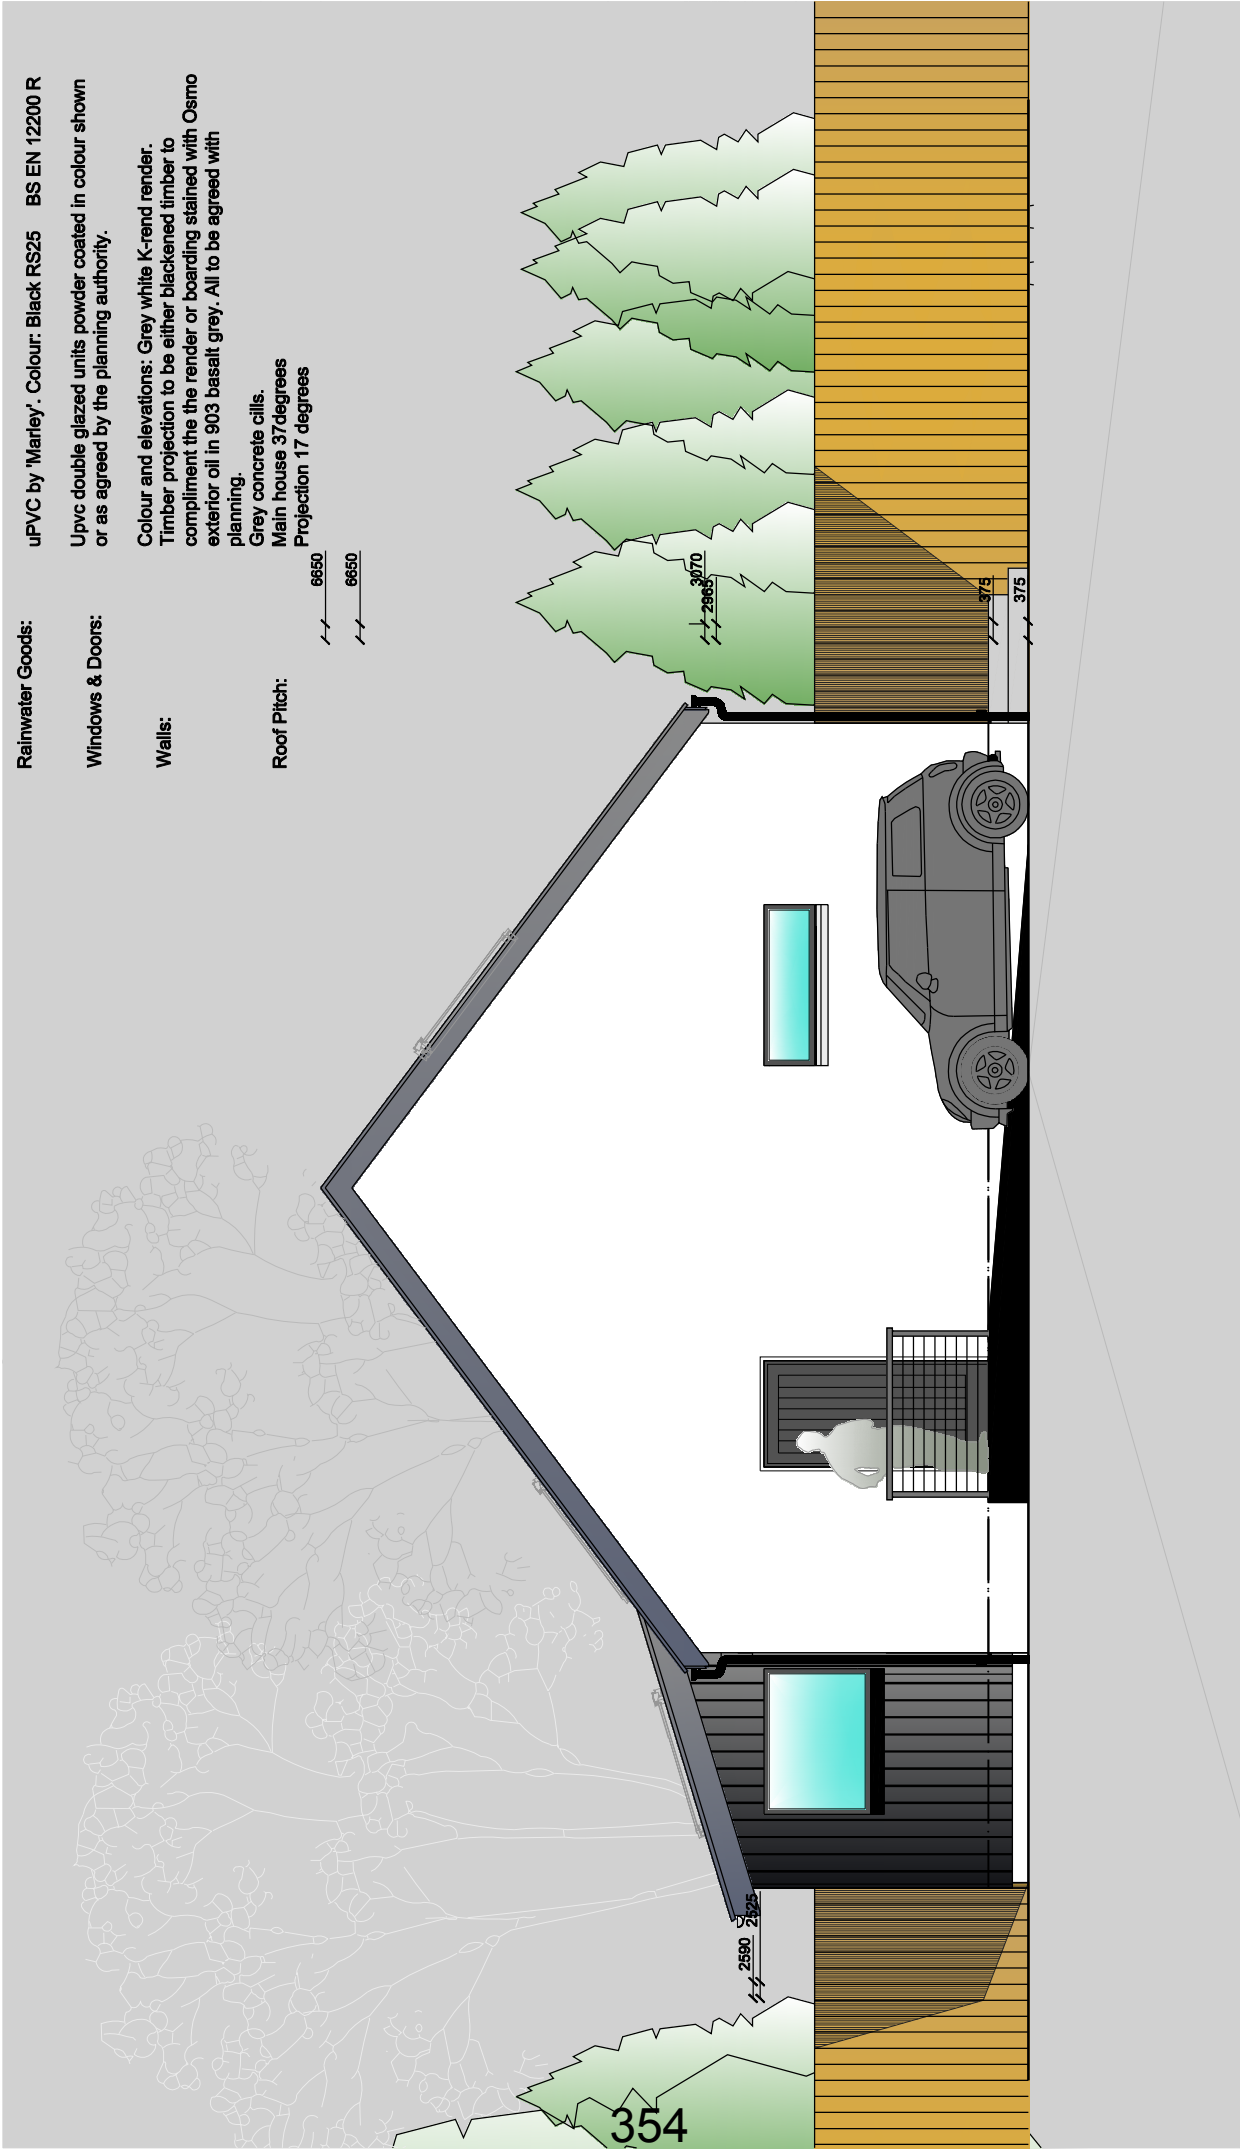 Rainwater Goods: uPVC by 'Marley'. Colour: Black RS25 BS EN 12200 R
Windows & Doors: Upvc double glazed units powder coated in colour shown
or as agreed by the planning authority.
Walls: Colour and elevations: Grey white K-rend render.
Timber projection to be either blackened timber to
compliment the render or boarding stained with Osmo
exterior oil in 903 basalt grey. All to be agreed with
planning.
Grey concrete cills.
Roof Pitch: Main house 37degrees
Projection 17 degrees
6650
6650
3070
2965
375
375
2590
2525
354